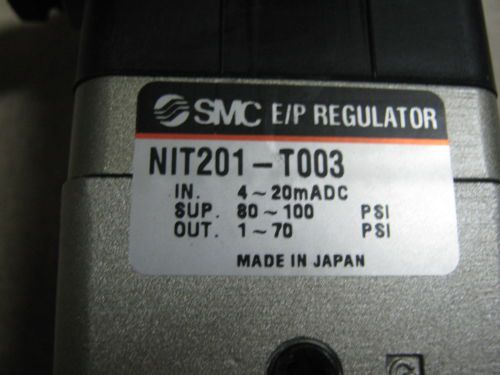 SMC E/P REGULATOR
NIT201-T003
IN. 4~20mADC
SUP. 80~100 PSI
OUT. 1~70 PSI
MADE IN JAPAN